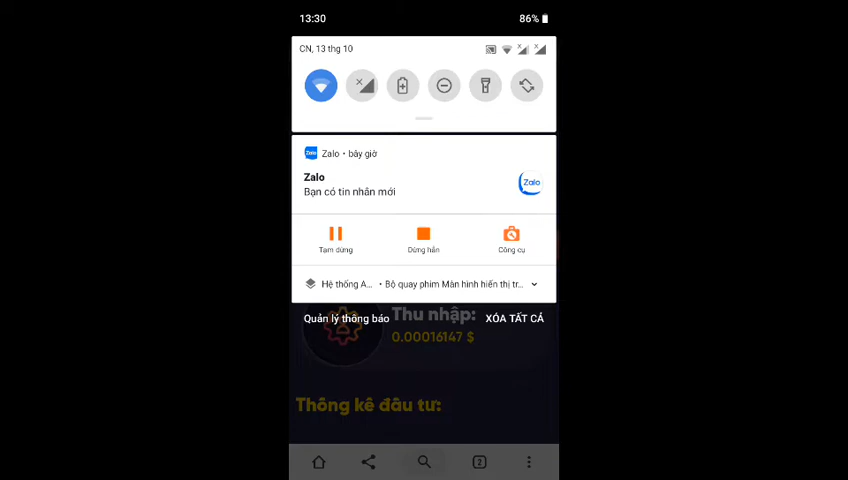 13:30
86%
CN, 13 thg 10
Zalo • bây giờ
Zalo
Bạn có tin nhắn mới
Zalo
Tạm dừng
Dừng hẳn
Công cụ
Hệ thống A... • Bộ quay phim Màn hình hiển thị tr...
Thu nhập:
Quản lý thông báo
XÓA TẤT CẢ
0.00016147 $
Thông kê đâu tư:
2